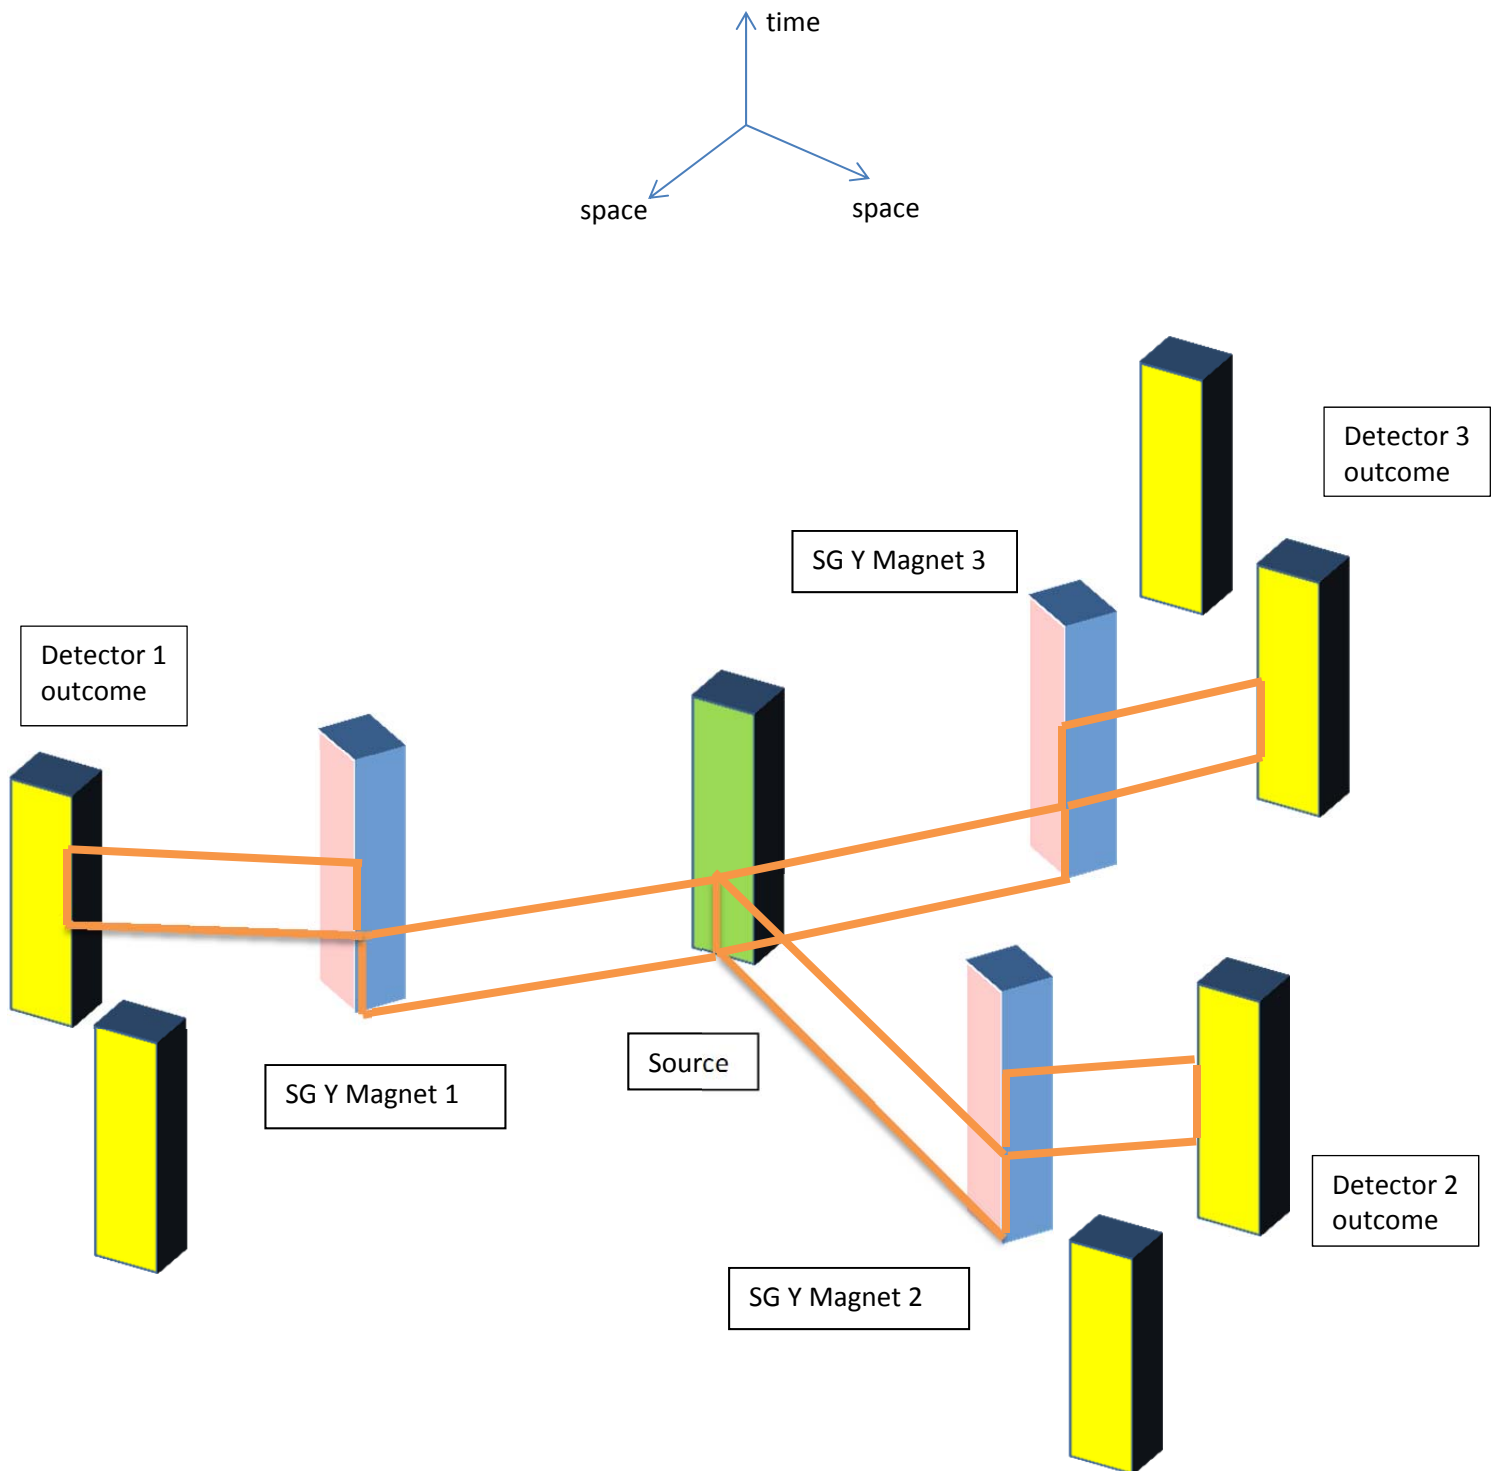 time
space
space
Detector 3
outcome
SG Y Magnet 3
Detector 1
outcome
Source
SG Y Magnet 1
Detector 2
outcome
SG Y Magnet 2